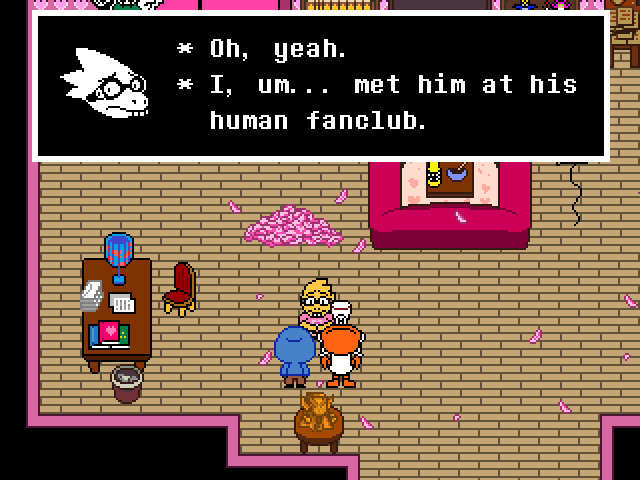 * Oh, yeah.
* I, um... met him at his
human fanclub.